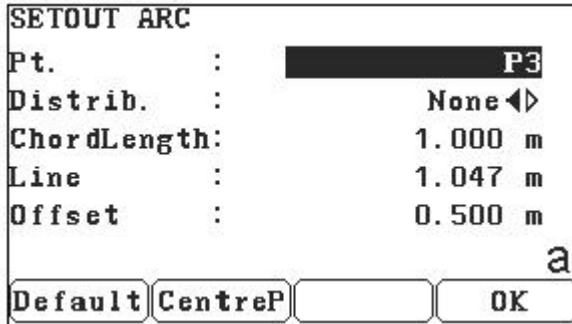 SETOUT ARC
Pt. : P3
Distrib. : None
ChordLength: 1.000 m
Line : 1.047 m
Offset : 0.500 m
a
Default CentreP OK